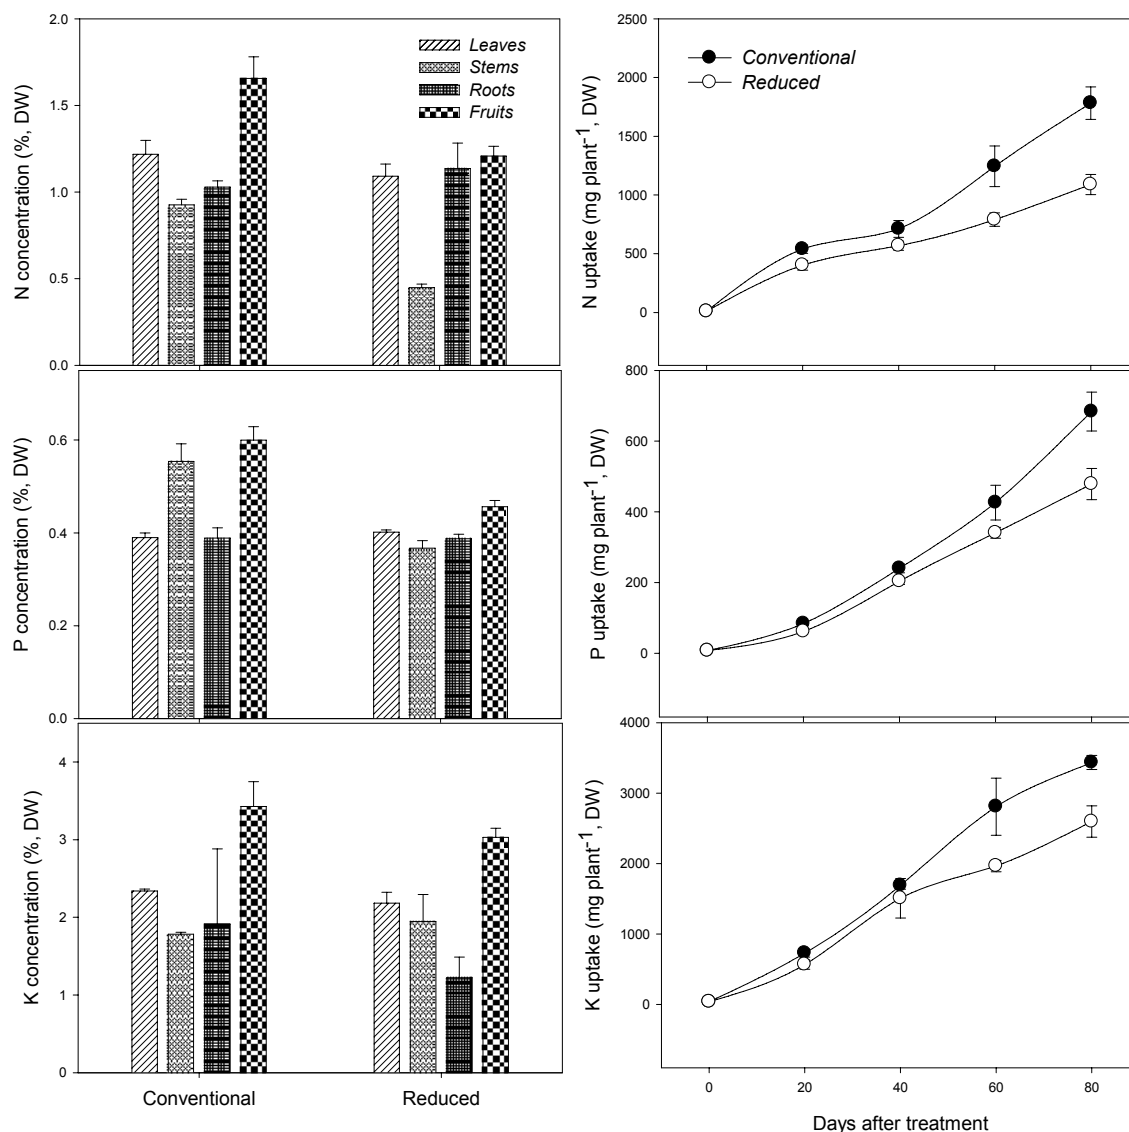 N concentration (%, DW)
2.0
1.5
1.0
0.5
0.0
Leaves
Stems
Roots
Fruits
N uptake (mg plant-1, DW)
2500
2000
1500
1000
500
0
Conventional
Reduced
P concentration (%, DW)
0.6
0.4
0.2
0.0
P uptake (mg plant-1, DW)
800
600
400
200
0
K concentration (%, DW)
4
3
2
1
0
Conventional
Reduced
K uptake (mg plant-1, DW)
4000
3000
2000
1000
0
0
20
40
60
80
Days after treatment